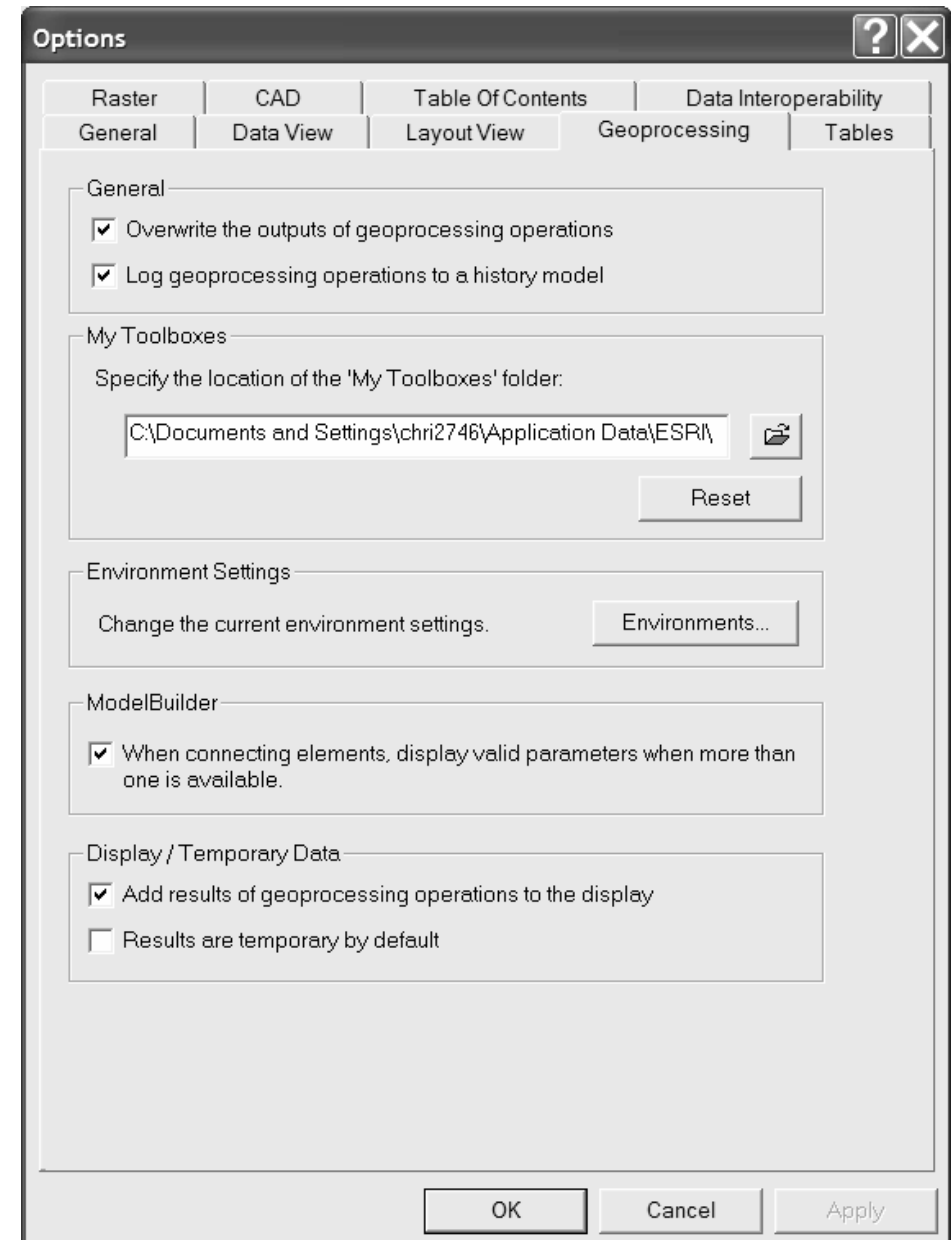 Options
Raster CAD Table Of Contents Data Interoperability
General Data View Layout View Geoprocessing Tables
General
Overwrite the outputs of geoprocessing operations
Log geoprocessing operations to a history model
My Toolboxes
Specify the location of the 'My Toolboxes' folder:
C:\Documents and Settings\chri2746\Application Data\ESRI\
Reset
Environment Settings
Change the current environment settings.
Environments...
ModelBuilder
When connecting elements, display valid parameters when more than
one is available.
Display / Temporary Data
Add results of geoprocessing operations to the display
Results are temporary by default
OK Cancel Apply